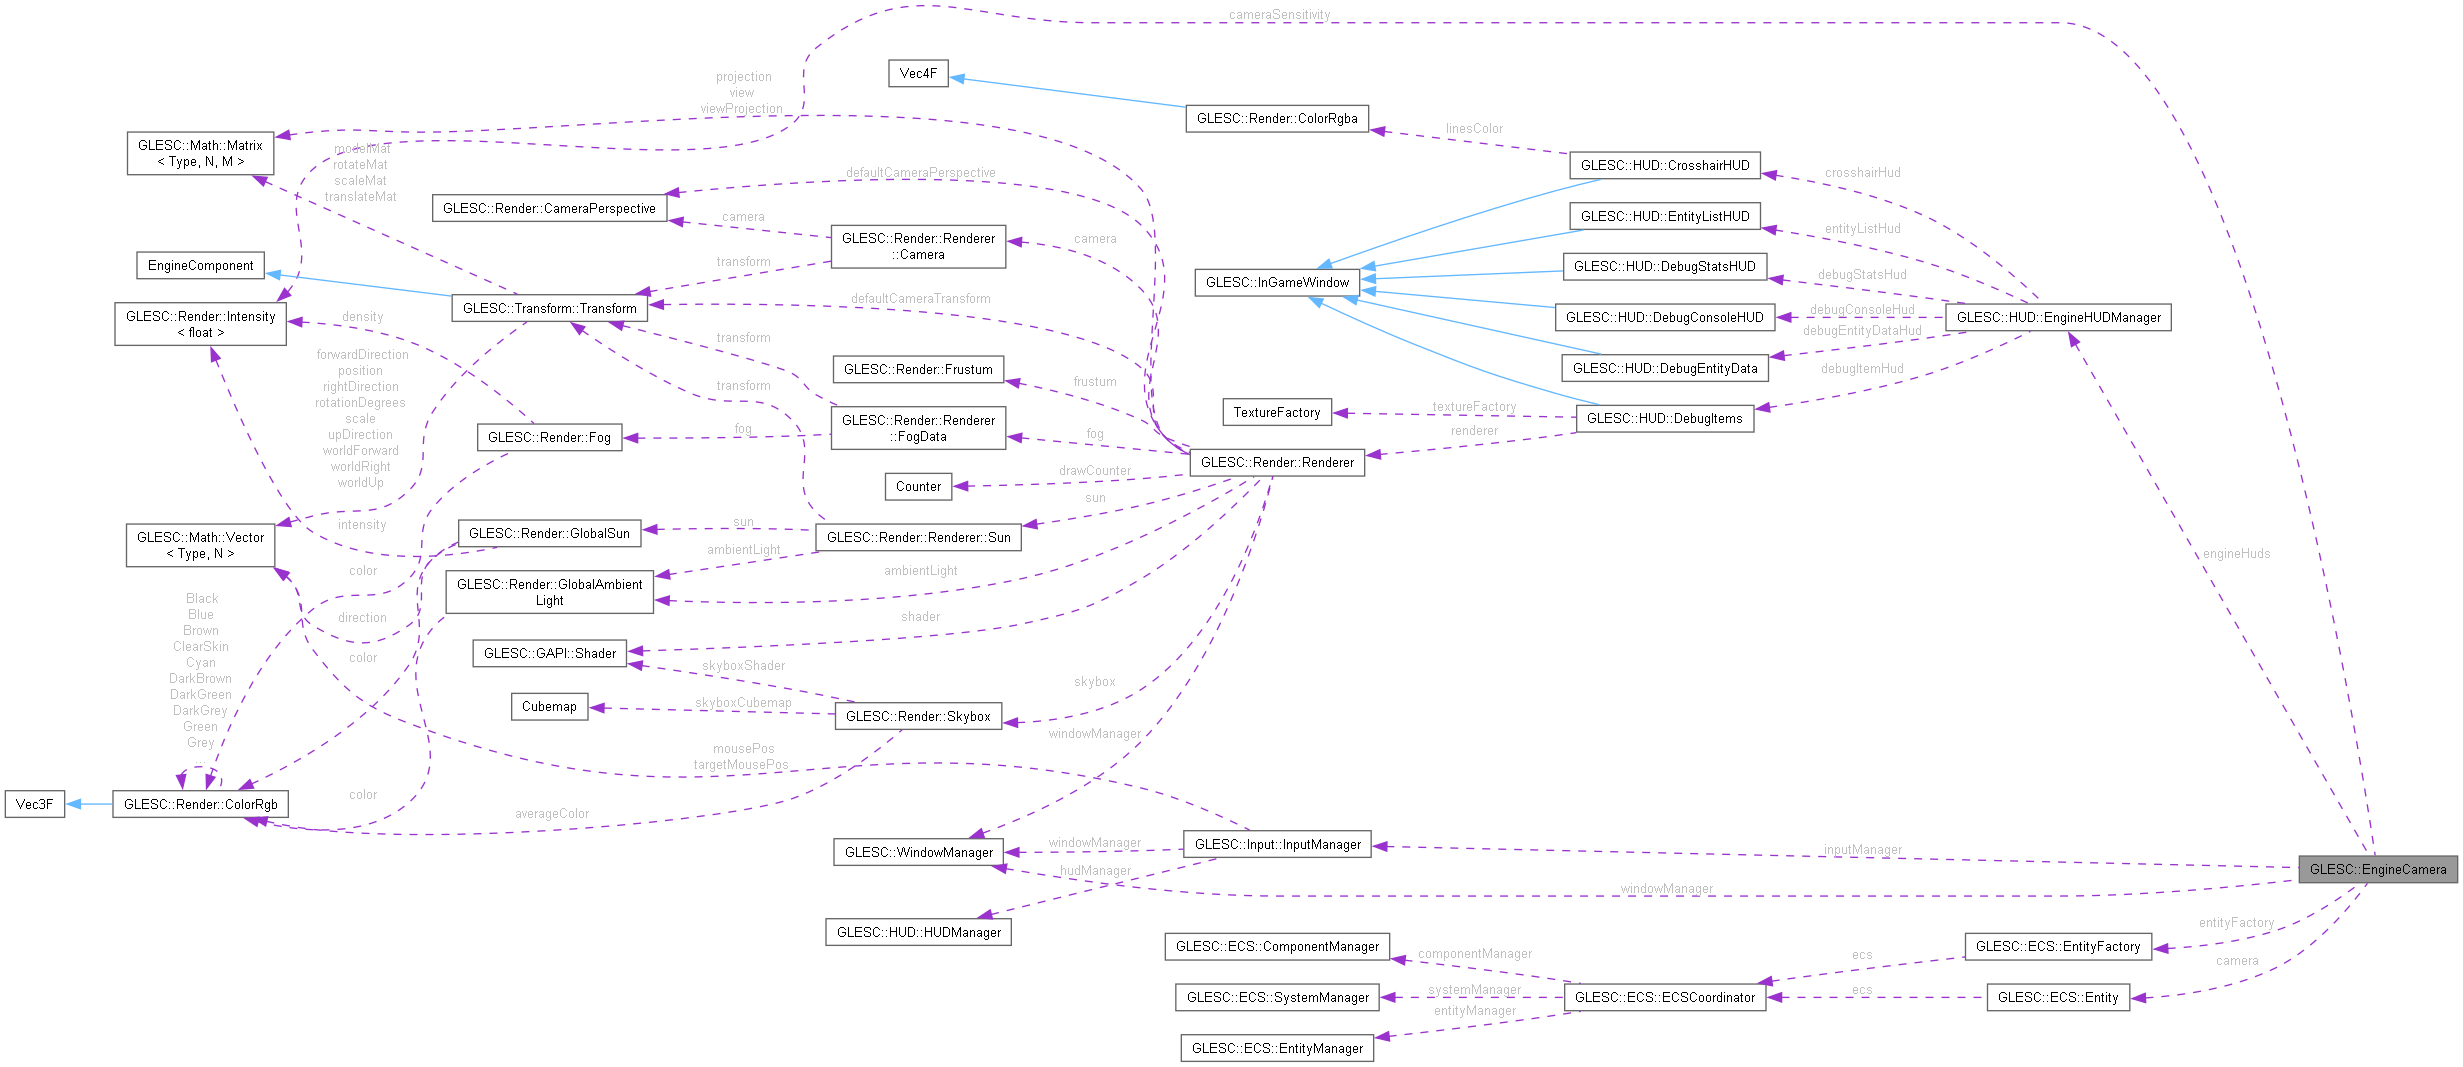 cameraSensitivity
Vec4F
projection
view
viewProjection
GLESC::Render::ColorRgba
linesColor
GLESC::Math::Matrix
< Type, N, M >
modelMat
rotateMat
scaleMat
translateMat
defaultCameraPerspective
GLESC::HUD::CrosshairHUD
crosshairHud
GLESC::Render::CameraPerspective
camera
GLESC::Render::Renderer
::Camera
camera
GLESC::HUD::EntityListHUD
entityListHud
EngineComponent
transform
GLESC::InGameWindow
GLESC::HUD::DebugStatsHUD
debugStatsHud
GLESC::Render::Intensity
< float >
density
GLESC::Transform::Transform
defaultCameraTransform
GLESC::HUD::DebugConsoleHUD
debugConsoleHud
GLESC::HUD::EngineHUDManager
debugEntityDataHud
transform
forwardDirection
position
rightDirection
rotationDegrees
scale
upDirection
worldForward
worldRight
worldUp
GLESC::Render::Frustum
frustum
GLESC::HUD::DebugEntityData
debugItemHud
transform
TextureFactory
textureFactory
GLESC::HUD::DebugItems
renderer
GLESC::Render::Fog
fog
GLESC::Render::Renderer
::FogData
fog
GLESC::Render::Renderer
drawCounter
Counter
sun
GLESC::Math::Vector
< Type, N >
intensity
GLESC::Render::GlobalSun
sun
GLESC::Render::Renderer::Sun
ambientLight
engineHuds
color
GLESC::Render::GlobalAmbient
Light
ambientLight
Black
Blue
Brown
ClearSkin
Cyan
DarkBrown
DarkGreen
DarkGrey
Green
Grey
...
direction
color
shader
GLESC::GAPI::Shader
skyboxShader
skybox
Cubemap
skyboxCubemap
GLESC::Render::Skybox
windowManager
mousePos
targetMousePos
Vec3F
GLESC::Render::ColorRgb
color
averageColor
GLESC::WindowManager
windowManager
GLESC::Input::InputManager
inputManager
hudManager
GLESC::EngineCamera
windowManager
GLESC::HUD::HUDManager
entityFactory
GLESC::ECS::ComponentManager
componentManager
ecs
GLESC::ECS::EntityFactory
camera
GLESC::ECS::SystemManager
systemManager
GLESC::ECS::ECSCoordinator
ecs
GLESC::ECS::Entity
entityManager
GLESC::ECS::EntityManager